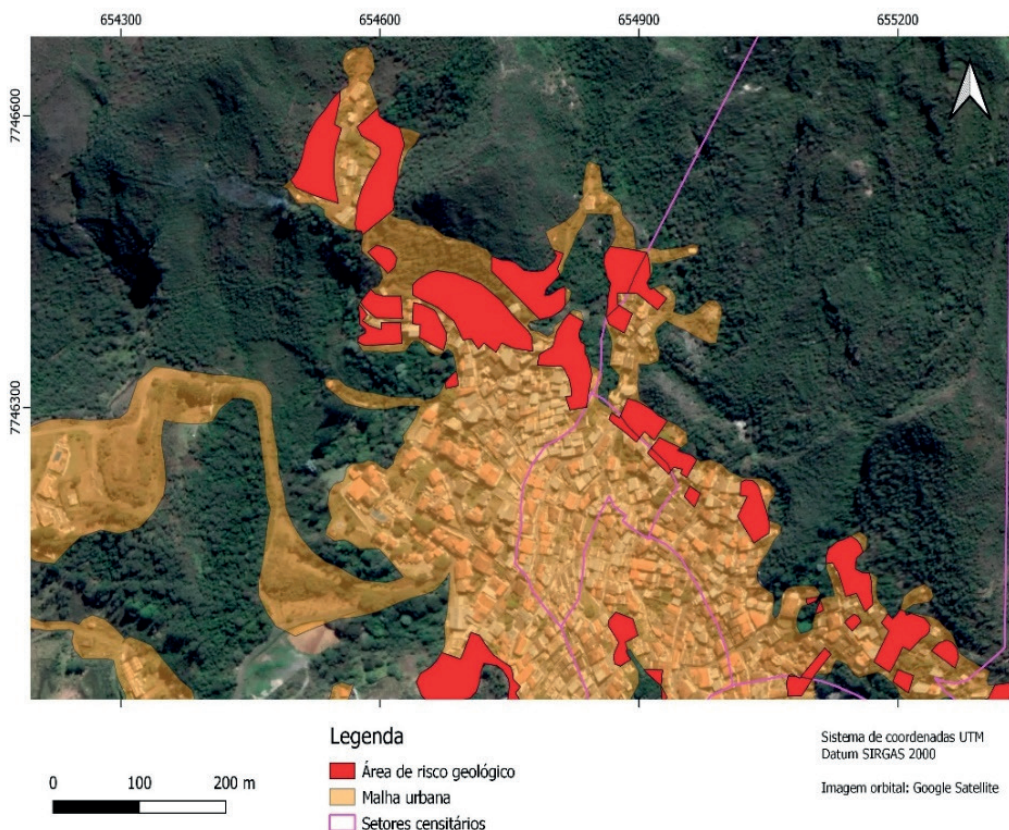 654300 654600 654900 655200
7746600
7746300
Legenda
Área de risco geológico
Malha urbana
Setores censitários
0 100 200 m
Sistema de coordenadas UTM
Datum SIRGAS 2000
Imagem orbital: Google Satellite